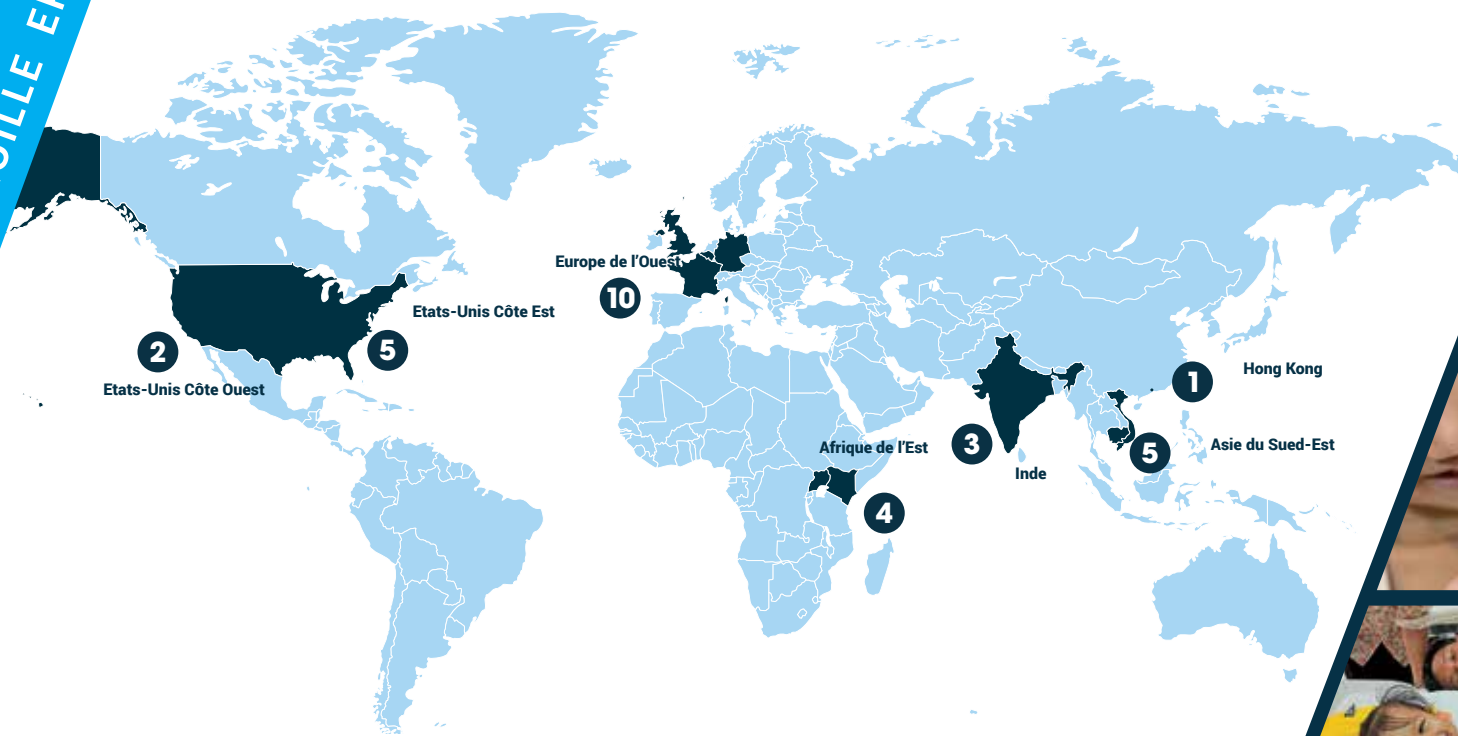 Europe de l'Ouest
10
Etats-Unis Côte Est
5
2
Etats-Unis Côte Ouest
Hong Kong
1
Afrique de l'Est
4
3
Inde
5
Asie du Sued-Est